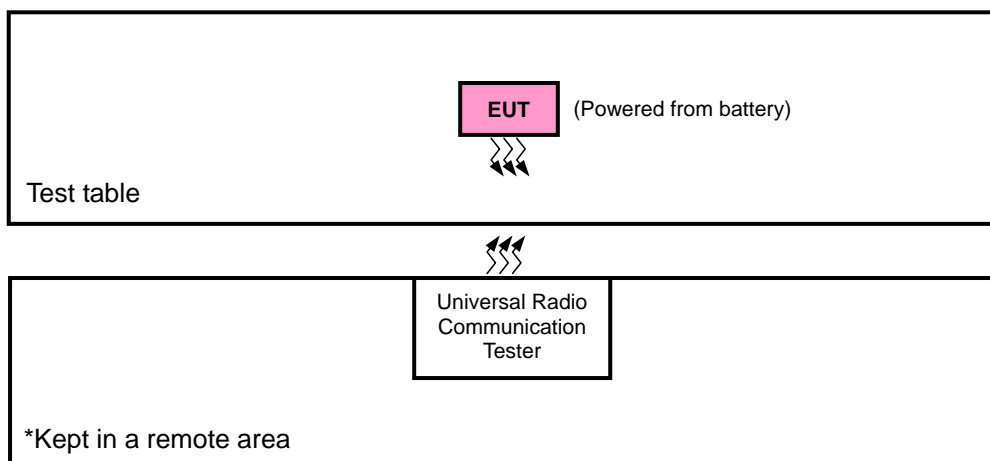 EUT
(Powered from battery)
Test table
Universal Radio
Communication
Tester
*Kept in a remote area